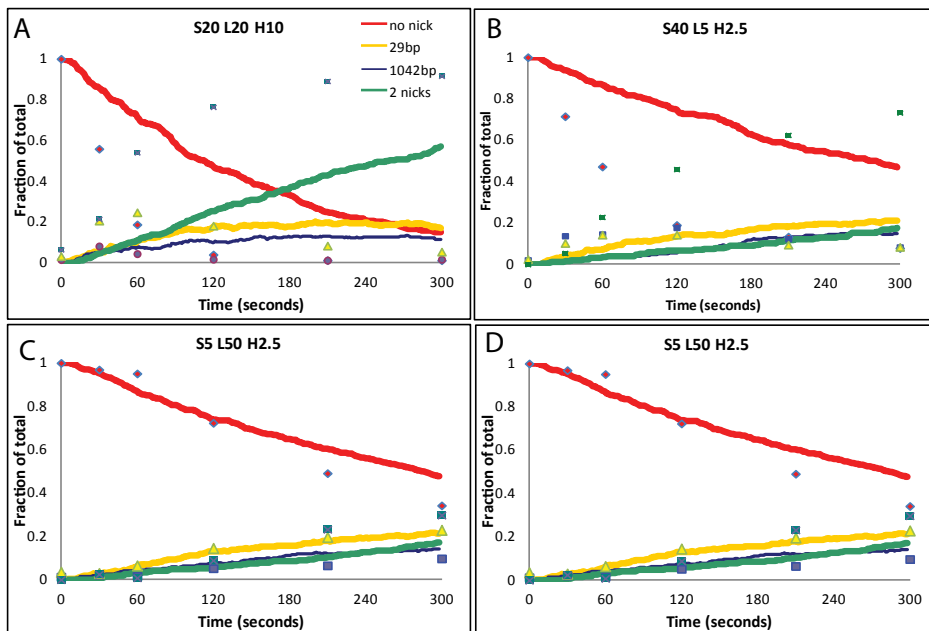 A
S20 L20 H10
no nick
29bp
1042bp
2 nicks
Fraction of total
1
0.8
0.6
0.4
0.2
0
0 60 120 180 240 300
Time (seconds)
B
S40 L5 H2.5
Fraction of total
1
0.8
0.6
0.4
0.2
0
0 60 120 180 240 300
Time (seconds)
C
S5 L50 H2.5
Fraction of total
1
0.8
0.6
0.4
0.2
0
0 60 120 180 240 300
Time (seconds)
D
S5 L50 H2.5
Fraction of total
1
0.8
0.6
0.4
0.2
0
0 60 120 180 240 300
Time (seconds)